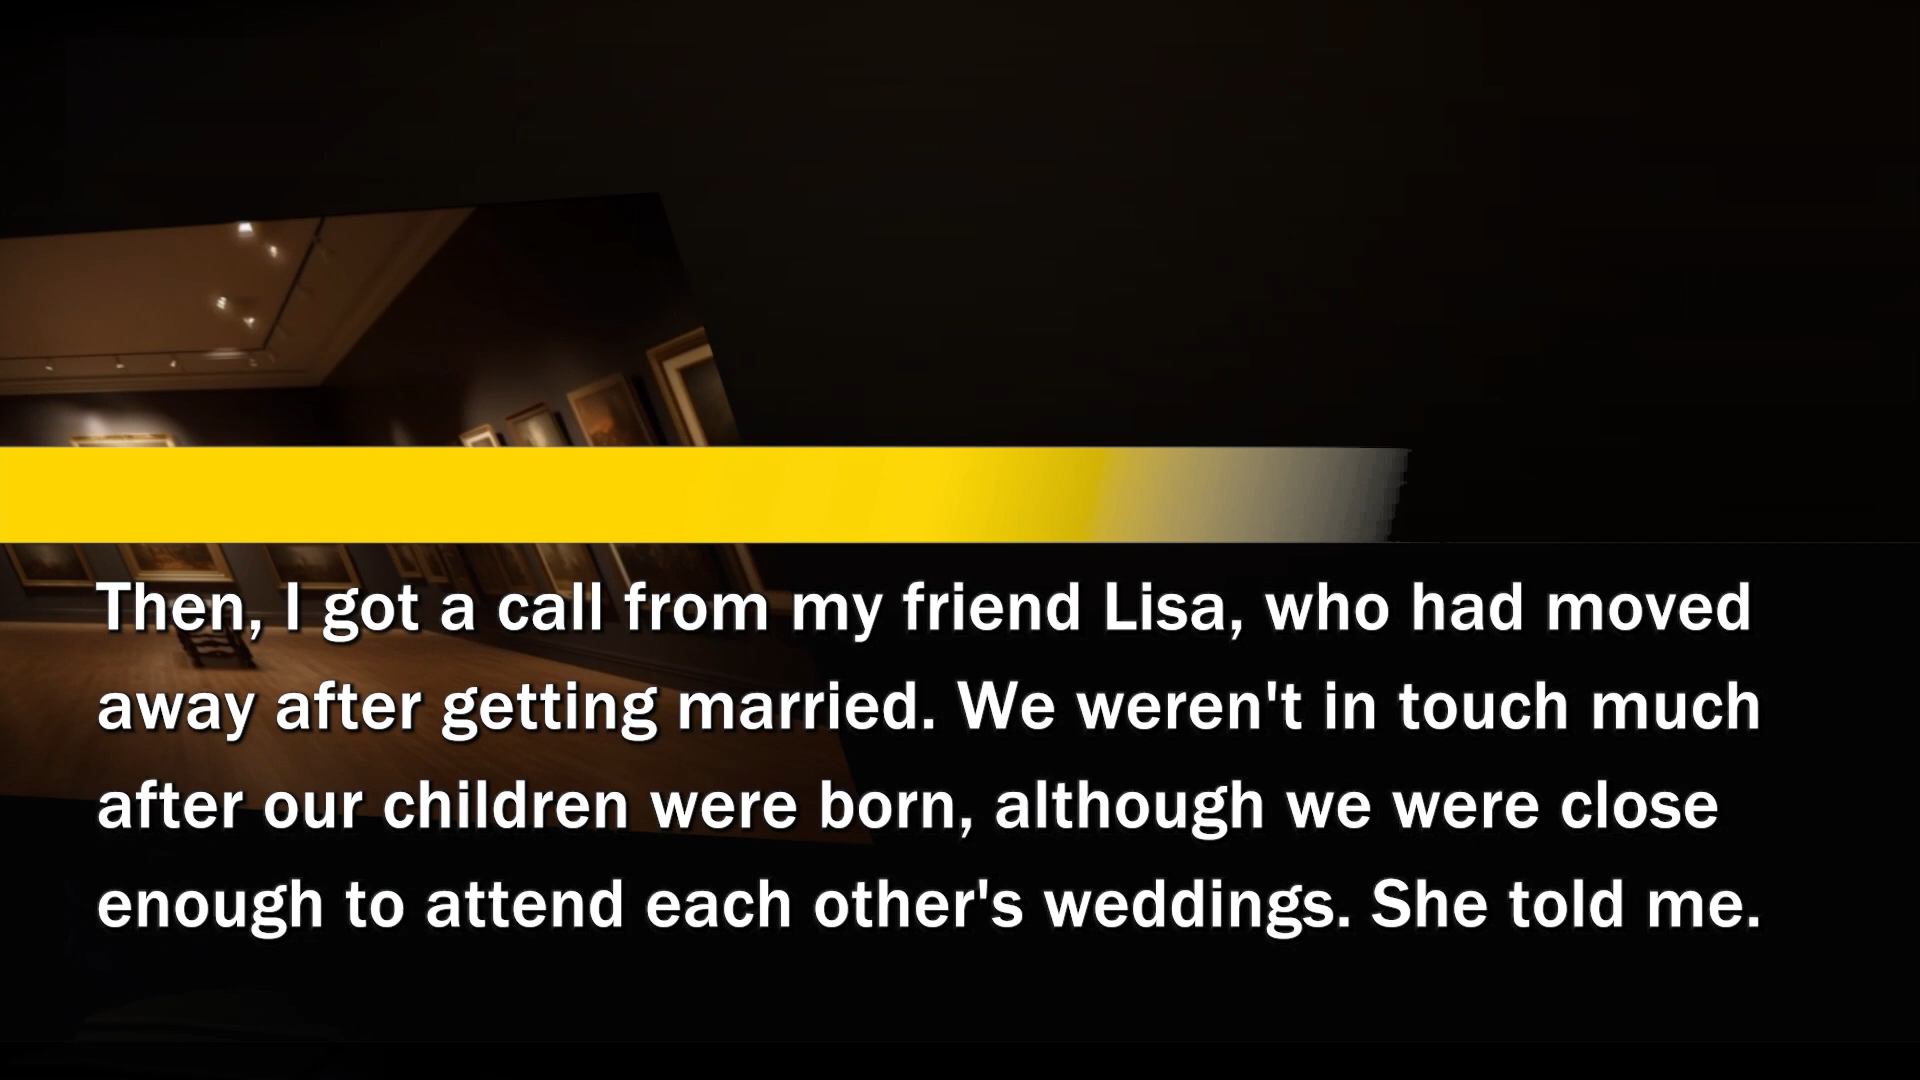 Then, I got a call from my friend Lisa, who had moved
away after getting married. We weren't in touch much
after our children were born, although we were close
enough to attend each other's weddings. She told me.